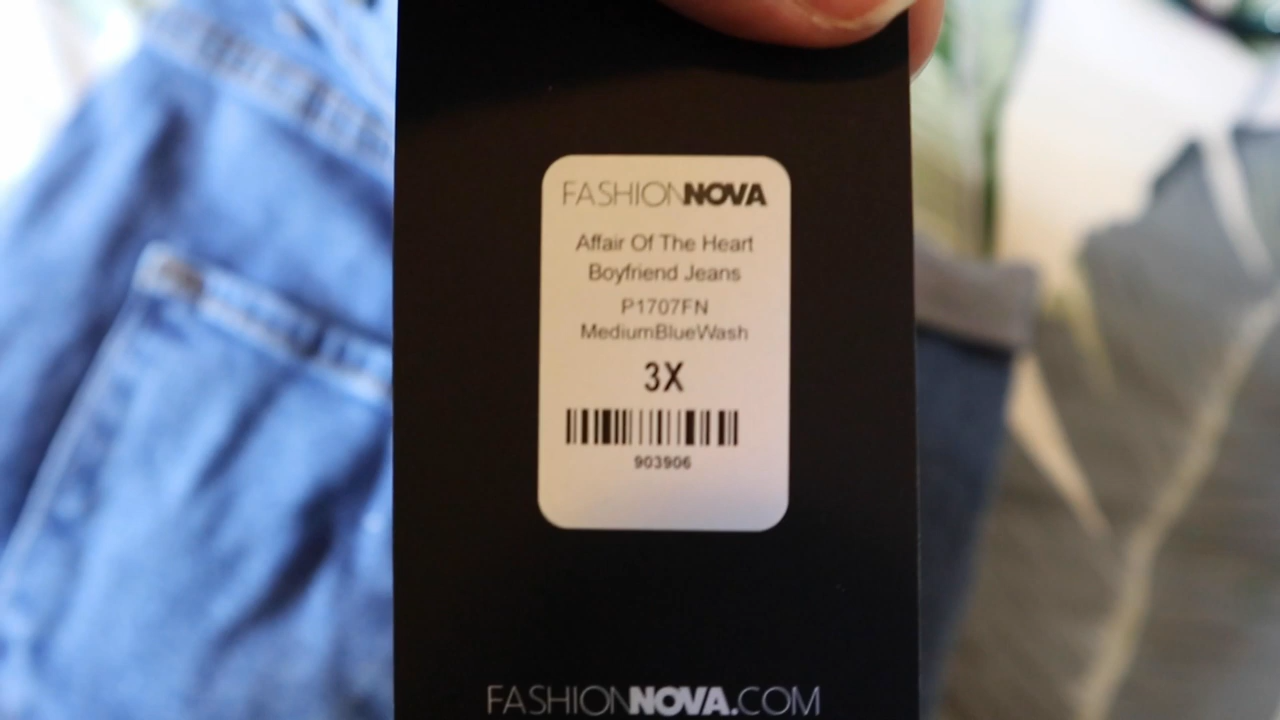 FASHIONNOVA
Affair Of The Heart
Boyfriend Jeans
P1707FN
MediumBlueWash
3X
903906
FASHIONNOVA.COM